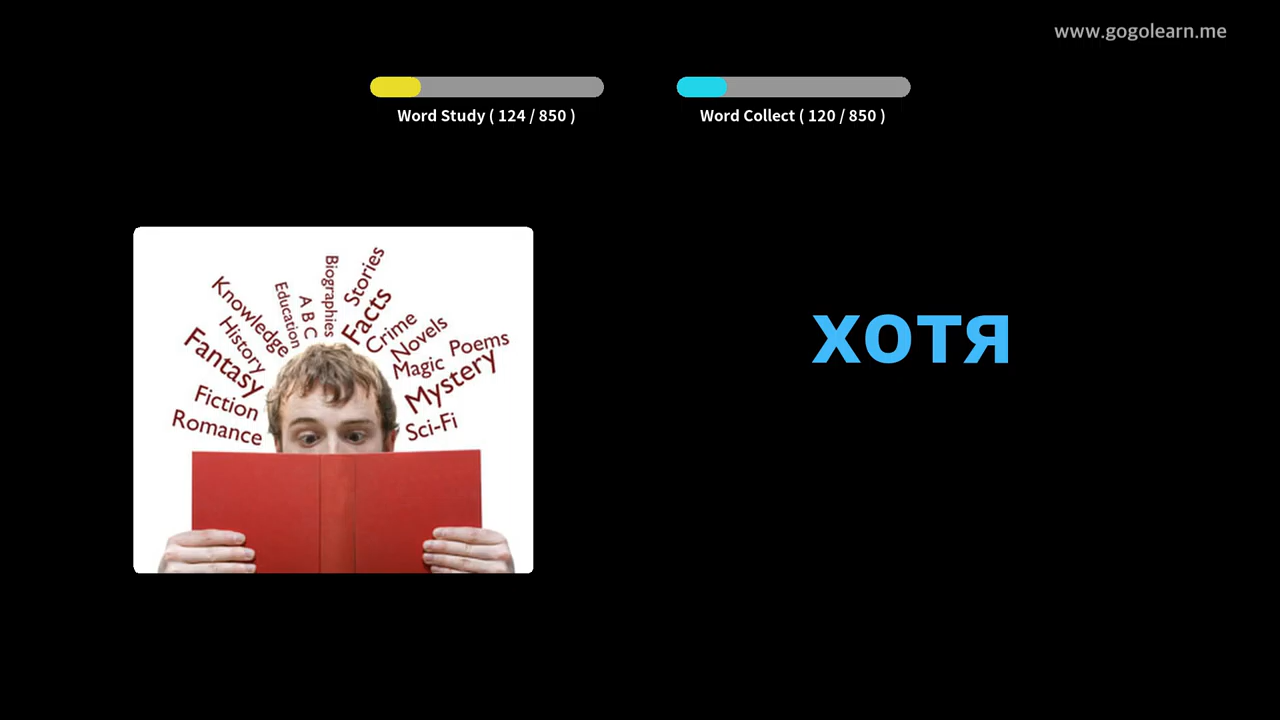 www.gogolearn.me
Word Study ( 124 / 850 )
Word Collect ( 120 / 850 )
Biographies
Stories
Knowledge
Education
A B C
Facts
History
Crime
Novels
Fantasy
Magic
Poems
Mystery
Fiction
Romance
Sci-Fi
хотя